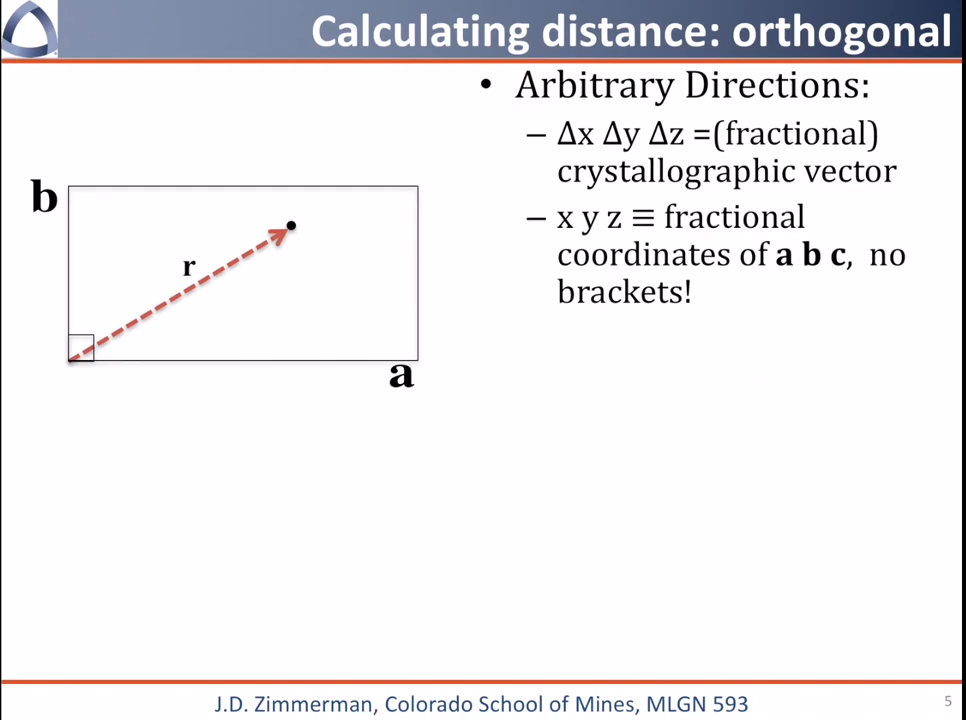 Calculating distance: orthogonal
• Arbitrary Directions:
– Δx Δy Δz =(fractional)
crystallographic vector
– x y z ≡ fractional
coordinates of a b c, no
brackets!
b
r
a
J.D. Zimmerman, Colorado School of Mines, MLGN 593
5